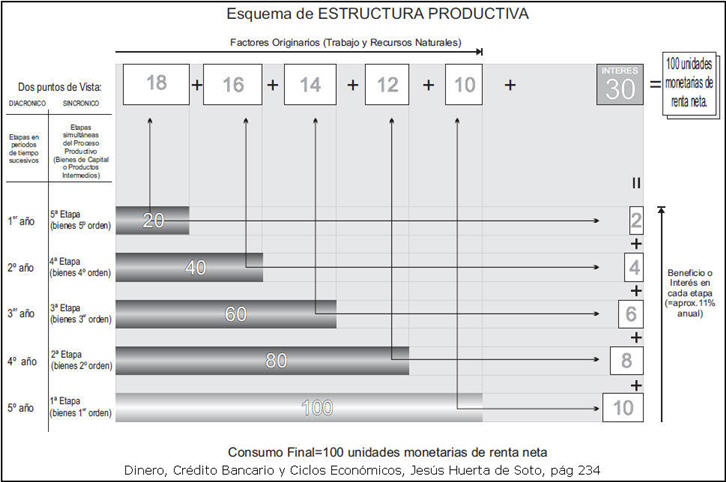 Esquema de ESTRUCTURA PRODUCTIVA
Factores Originarios (Trabajo y Recursos Naturales)
18 + 16 + 14 + 12 + 10 + INTERÉS 30 = 100 unidades monetarias de renta neta.
Dos puntos de Vista:
DIACRONICO
SINCRONICO
Etapas en
periodos
de tiempo
sucesivos
Etapas
simultáneas
del Proceso
Productivo
(Bienes de Capital
o Productos
Intermedios)
=
1er año
5ª Etapa
(bienes 5º orden)
20
2
+
2º año
4ª Etapa
(bienes 4º orden)
40
4
+
3er año
3ª Etapa
(bienes 3er orden)
60
6
+
4º año
2ª Etapa
(bienes 2º orden)
80
8
+
5º año
1ª Etapa
(bienes 1er orden)
100
10
Beneficio o
Interés en
cada etapa
(=aprox.11%
anual)
Consumo Final=100 unidades monetarias de renta neta
Dinero, Crédito Bancario y Ciclos Económicos, Jesús Huerta de Soto, pág 234